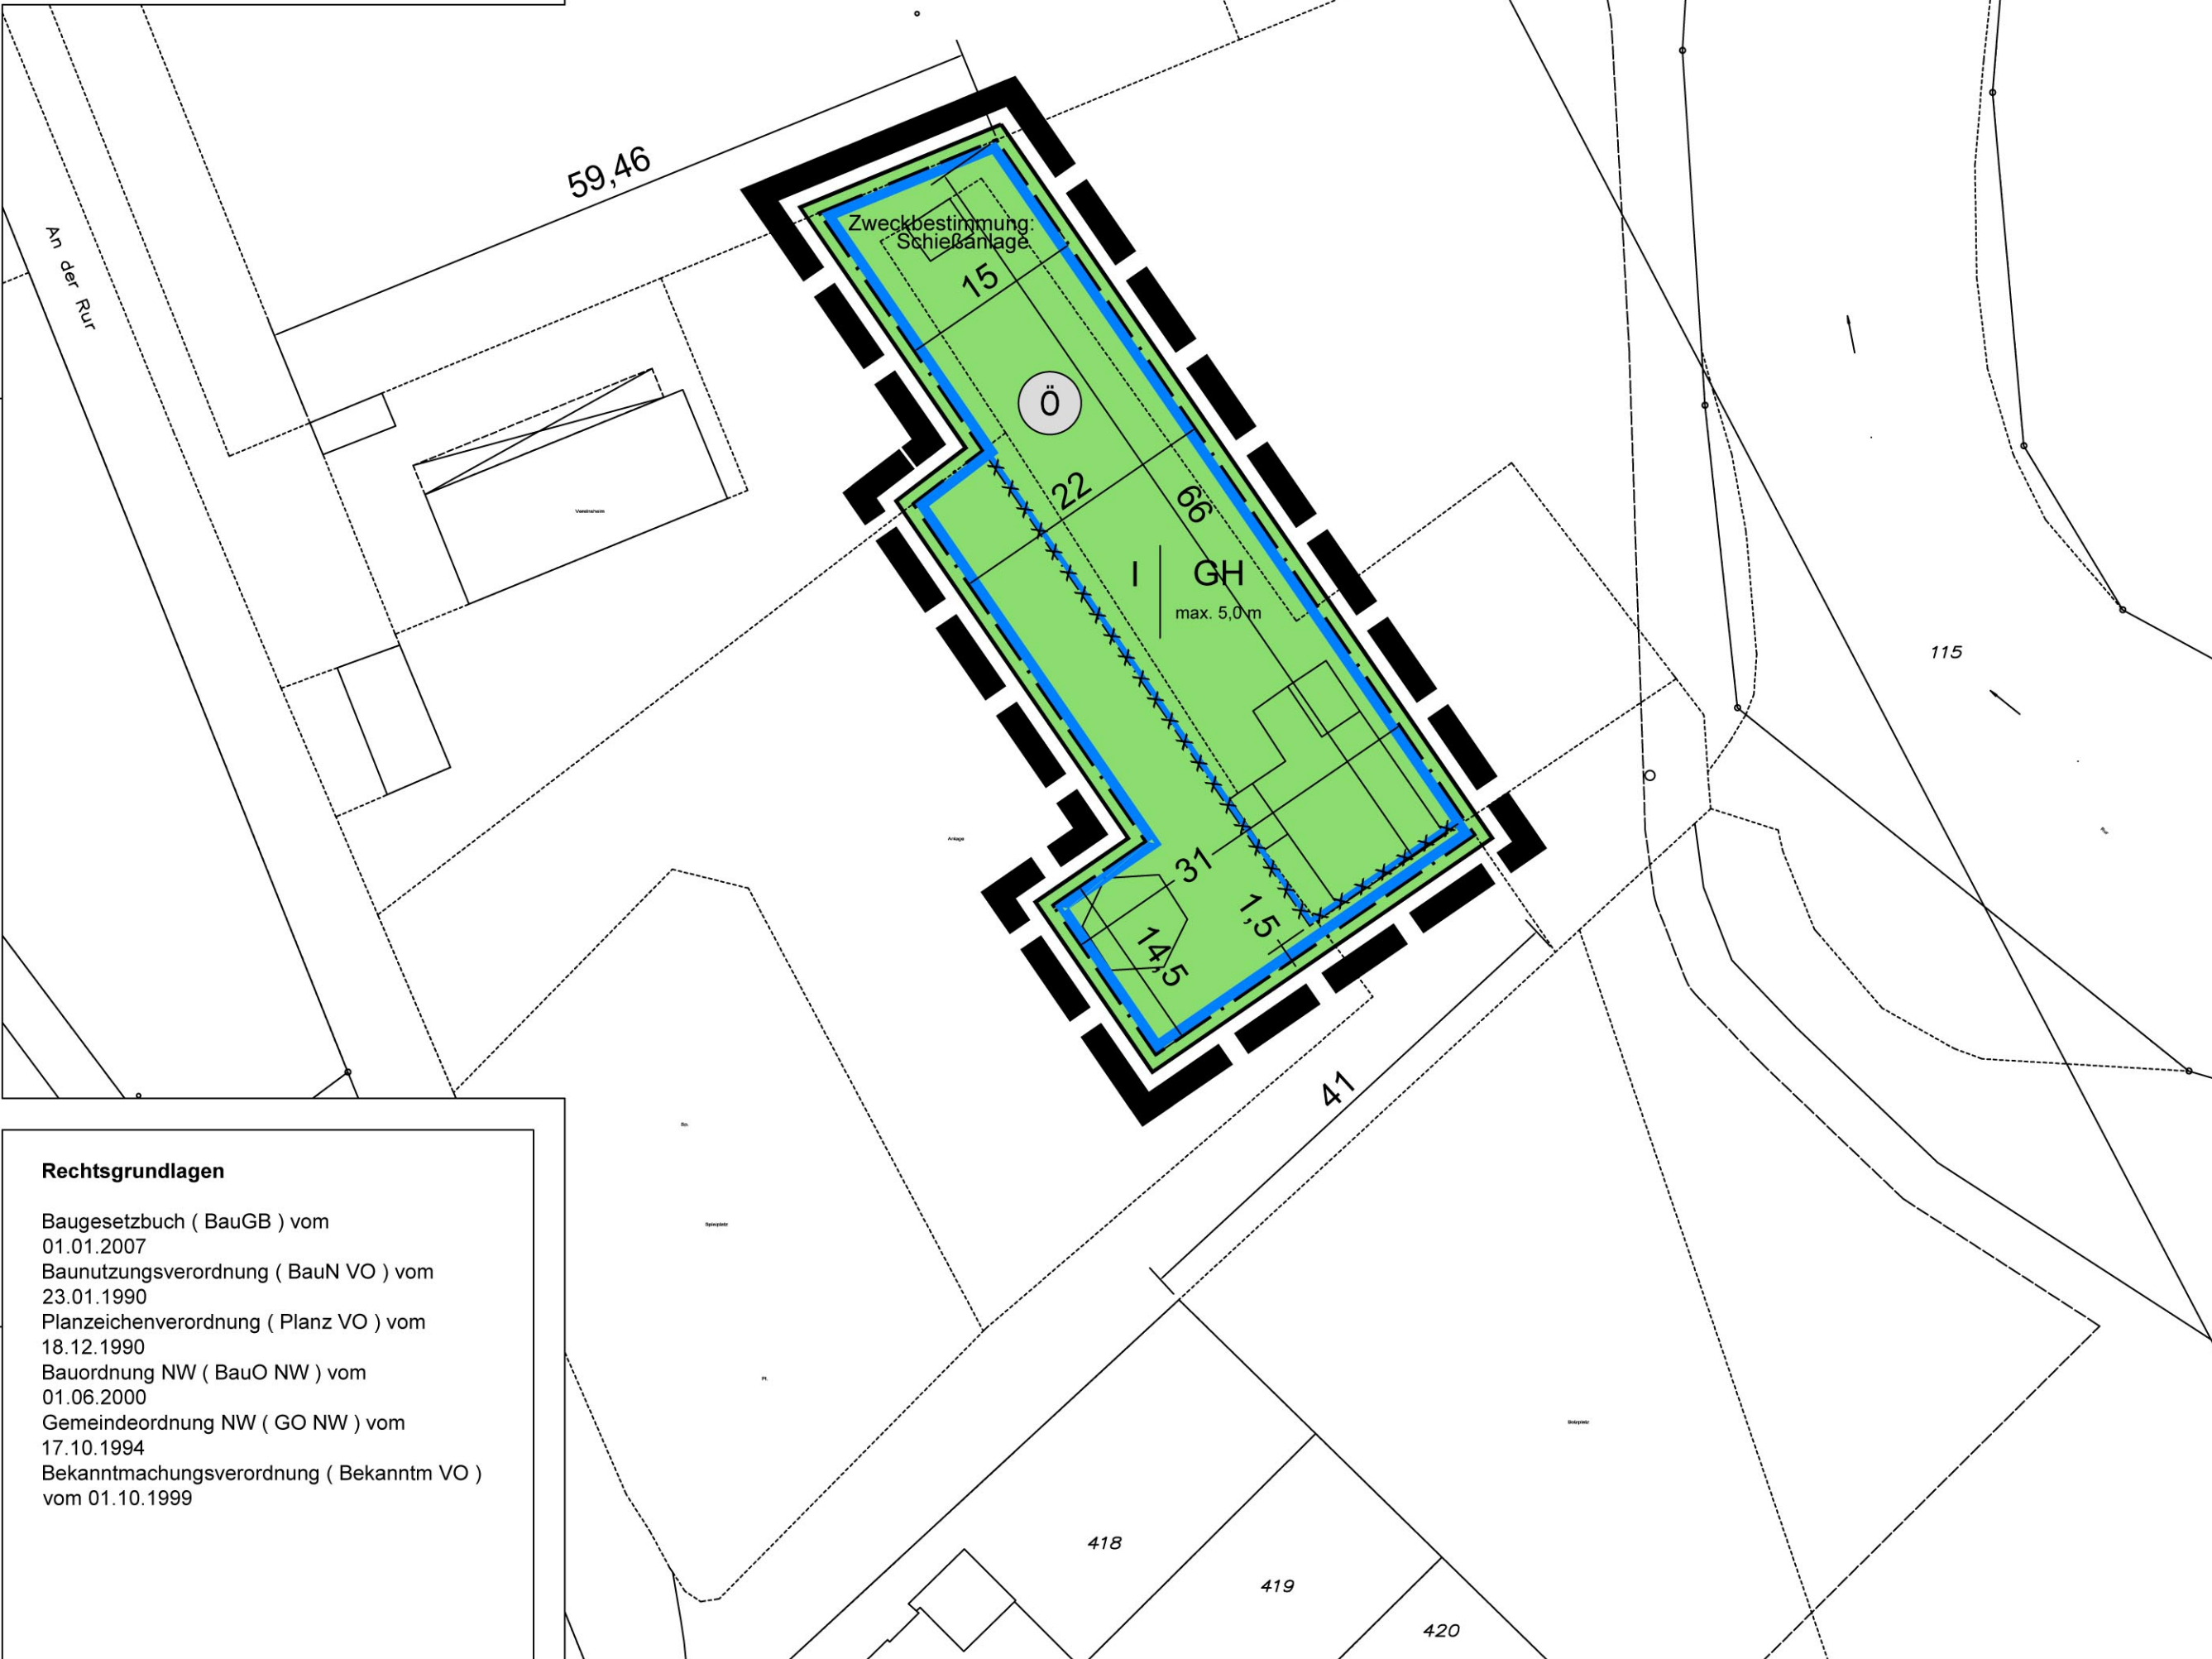 59,46
An der Rur
Zweckbestimmung:
Schießanlage
15
Ö
22
66
I
GH
max. 5,0 m
Vereinsheim
115
Anlage
31
1,5
14,5
41
Rechtsgrundlagen
Baugesetzbuch ( BauGB ) vom
01.01.2007
Baunutzungsverordnung ( BauN VO ) vom
23.01.1990
Planzeichenverordnung ( Planz VO ) vom
18.12.1990
Bauordnung NW ( BauO NW ) vom
01.06.2000
Gemeindeordnung NW ( GO NW ) vom
17.10.1994
Bekanntmachungsverordnung ( Bekanntm VO )
vom 01.10.1999
418
419
420